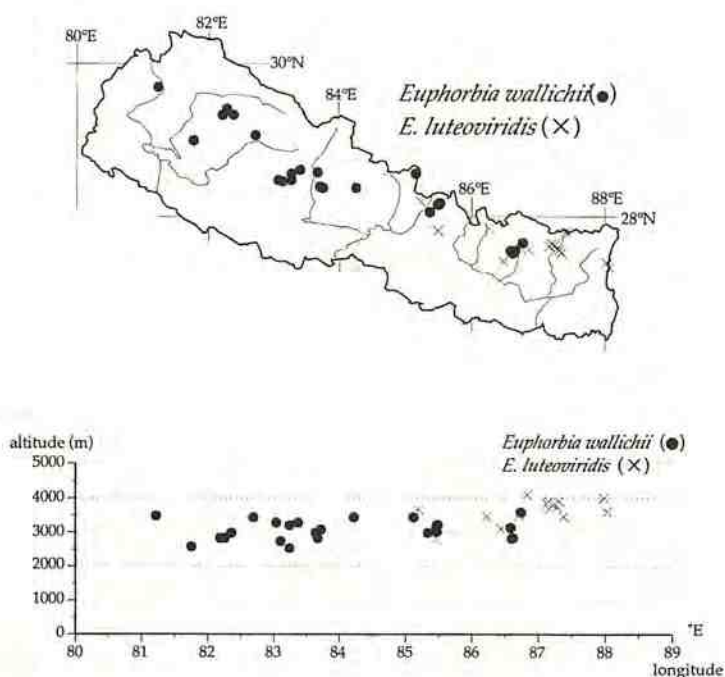 82°E
80°E
30°N
84°E
Euphorbia wallichii(●)
E. luteoviridis (×)
86°E
88°E
28°N
altitude (m)
Euphorbia wallichii (●)
E. luteoviridis (×)
5000
4000
3000
2000
1000
0
°E
80 81 82 83 84 85 86 87 88 89
longitude